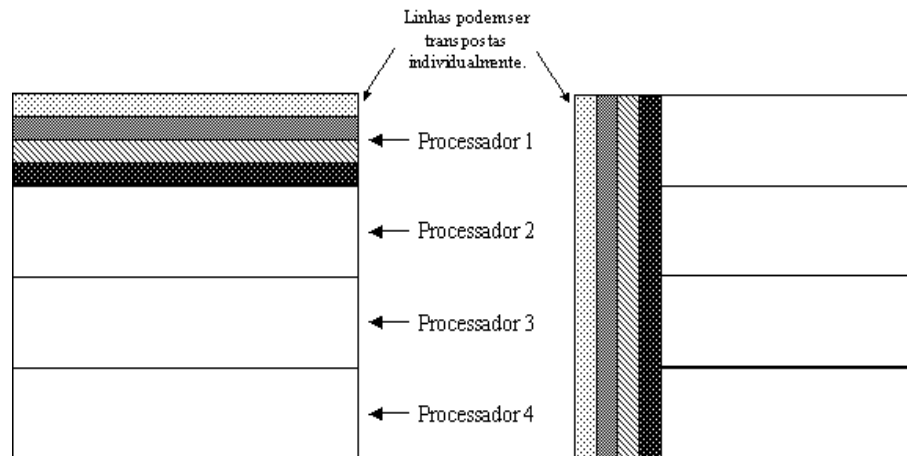 Linhas podem ser
transpostas
individualmente.
Processador 1
Processador 2
Processador 3
Processador 4